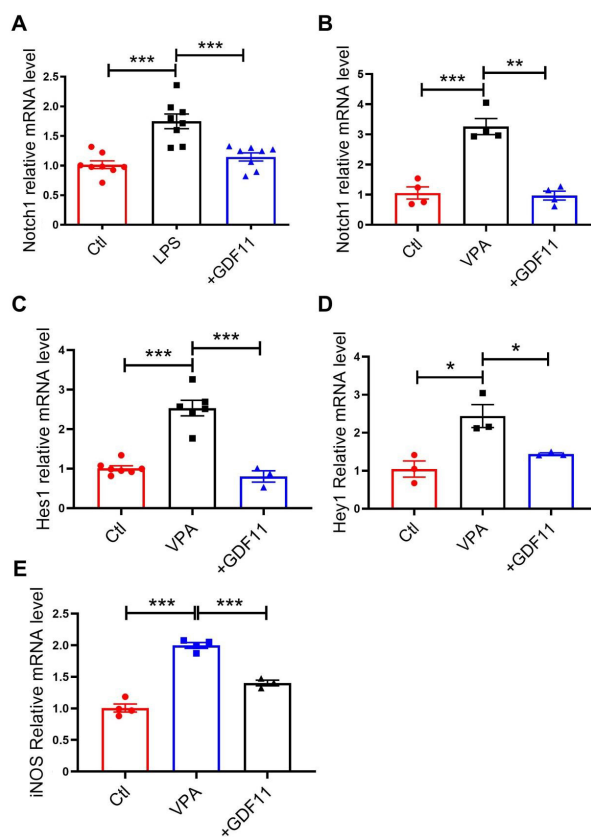 A
Notch1 relative mRNA level
*** ***
2.5
2.0
1.5
1.0
0.5
0.0
Ctl LPS +GDF11
B
Notch1 relative mRNA level
*** **
5
4
3
2
1
0
Ctl VPA +GDF11
C
Hes1 relative mRNA level
*** ***
4
3
2
1
0
Ctl VPA +GDF11
D
Hey1 Relative mRNA level
* *
4
3
2
1
0
Ctl VPA +GDF11
E
iNOS Relative mRNA level
*** ***
2.5
2.0
1.5
1.0
0.5
0.0
Ctl VPA +GDF11